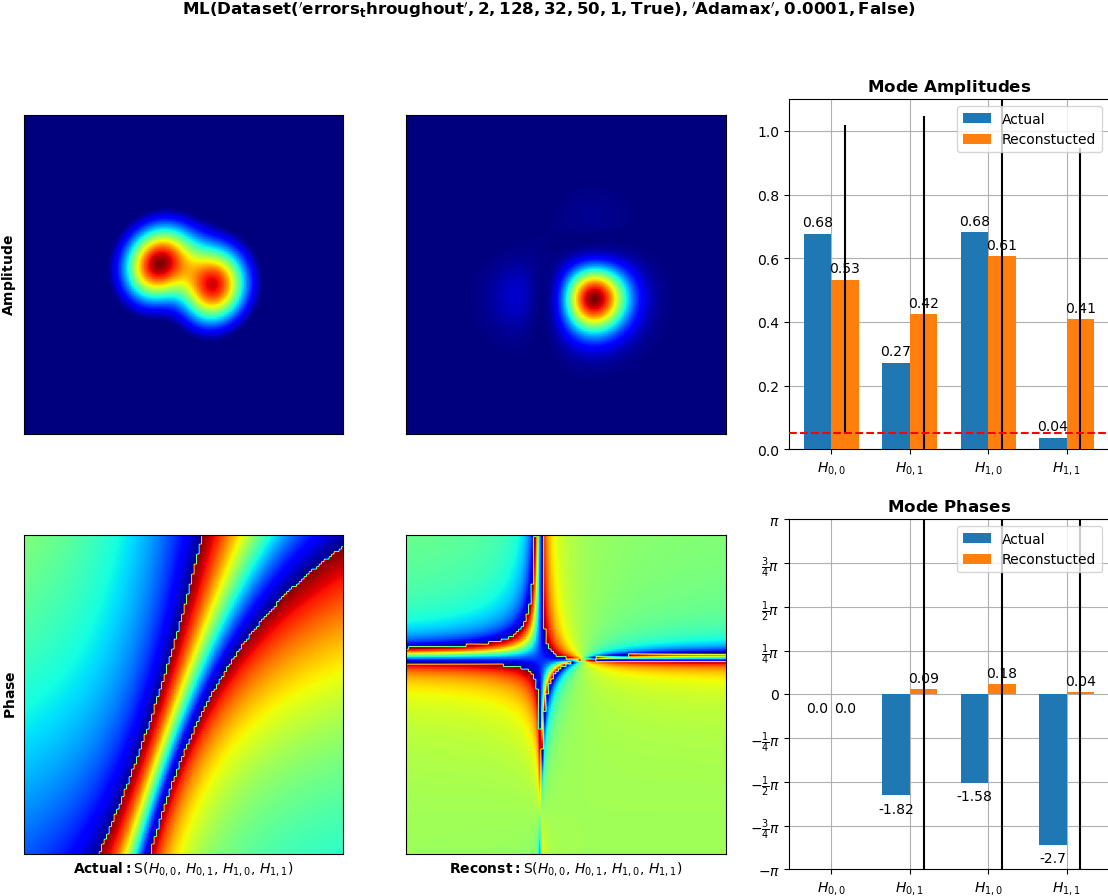 ML(Dataset('errors_throughout', 2, 128, 32, 50, 1, True), 'Adamax', 0.0001, False)
Amplitude
Mode Amplitudes
Actual
Reconstucted
1.0
0.8
0.6
0.4
0.2
0.0
0.68
0.53
0.27
0.42
0.68
0.61
0.04
0.41
H0,0
H0,1
H1,0
H1,1
Phase
Actual: S(H0,0, H0,1, H1,0, H1,1)
Reconst: S(H0,0, H0,1, H1,0, H1,1)
Mode Phases
Actual
Reconstucted
π
3/4π
1/2π
1/4π
0
−1/4π
−1/2π
−3/4π
−π
0.0
0.0
-1.82
0.09
-1.58
0.18
-2.7
0.04
H0,0
H0,1
H1,0
H1,1